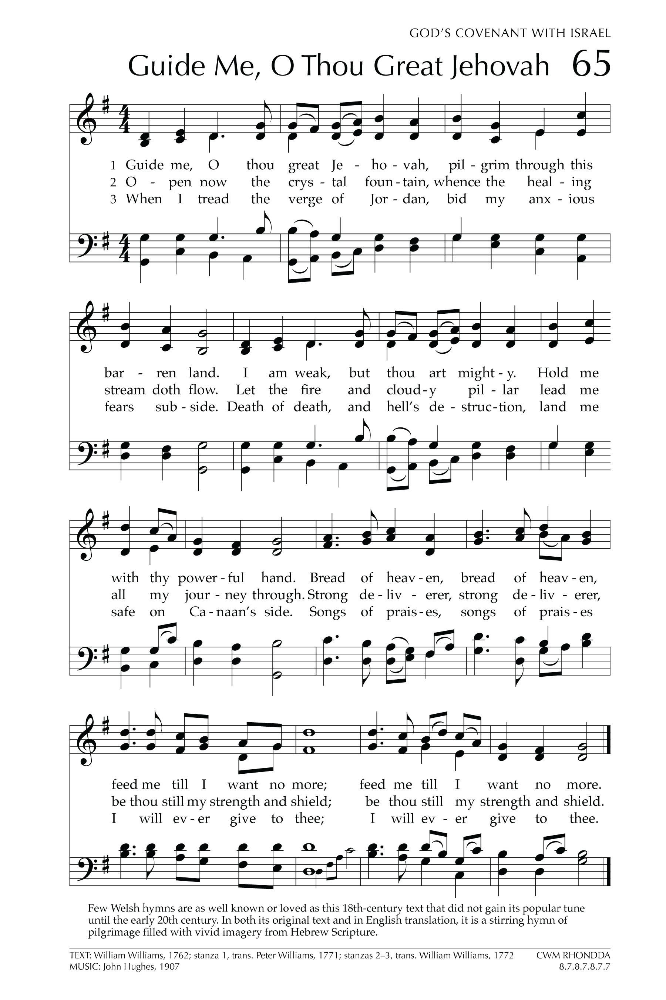 GOD'S COVENANT WITH ISRAEL
Guide Me, O Thou Great Jehovah 65
1 Guide me, O thou great Je - ho - vah, pil - grim through this
2 O - pen now the crys - tal foun - tain, whence the heal - ing
3 When I tread the verge of Jor - dan, bid my anx - ious
bar - ren land. I am weak, but thou art might - y. Hold me
stream doth flow. Let the fire and cloud - y pil - lar lead me
fears sub - side. Death of death, and hell's de - struc - tion, land me
with thy power - ful hand. Bread of heav - en, bread of heav - en,
all my jour - ney through. Strong de - liv - erer, strong de - liv - erer,
safe on Ca - naan's side. Songs of prais - es, songs of prais - es
feed me till I want no more; feed me till I want no more.
be thou still my strength and shield; be thou still my strength and shield.
I will ev - er give to thee; I will ev - er give to thee.
Few Welsh hymns are as well known or loved as this 18th-century text that did not gain its popular tune
until the early 20th century. In both its original text and in English translation, it is a stirring hymn of
pilgrimage filled with vivid imagery from Hebrew Scripture.
TEXT: William Williams, 1762; stanza 1, trans. Peter Williams, 1771; stanzas 2–3, trans. William Williams, 1772 CWM RHONDDA
MUSIC: John Hughes, 1907 8.7.8.7.8.7.7